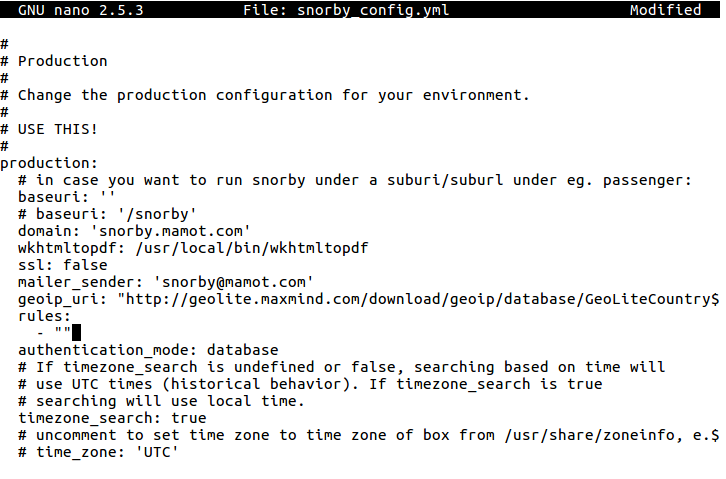 GNU nano 2.5.3 File: snorby_config.yml Modified
#
# Production
#
# Change the production configuration for your environment.
#
# USE THIS!
#
production:
  # in case you want to run snorby under a suburi/suburl under eg. passenger:
  baseuri: ''
  # baseuri: '/snorby'
  domain: 'snorby.mamot.com'
  wkhtmltopdf: /usr/local/bin/wkhtmltopdf
  ssl: false
  mailer_sender: 'snorby@mamot.com'
  geoip_uri: "http://geolite.maxmind.com/download/geoip/database/GeoLiteCountry$
  rules:
    - ""
  authentication_mode: database
  # If timezone_search is undefined or false, searching based on time will
  # use UTC times (historical behavior). If timezone_search is true
  # searching will use local time.
  timezone_search: true
  # uncomment to set time zone to time zone of box from /usr/share/zoneinfo, e.$
  # time_zone: 'UTC'